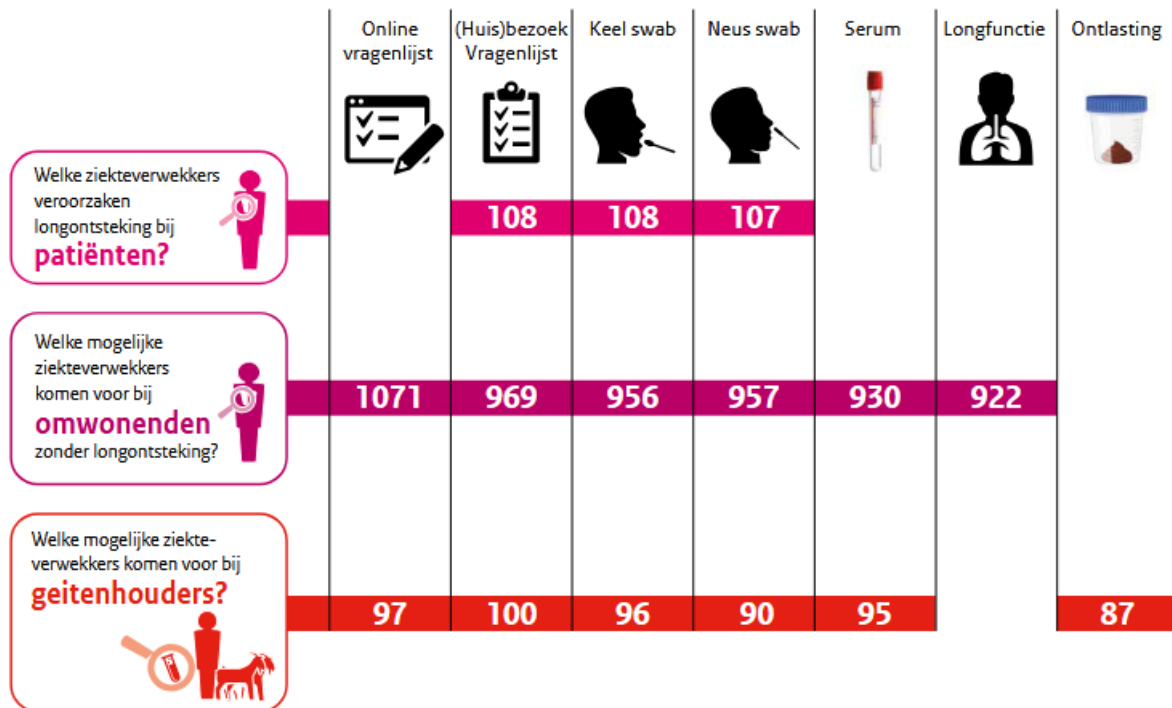 Online
vragenlijst
(Huis)bezoek
Vragenlijst
Keel swab
Neus swab
Serum
Longfunctie
Ontlasting
Welke ziekteverwekkers
veroorzaken
longontsteking bij
patiënten?
108 108 107
Welke mogelijke
ziekteverwekkers
komen voor bij
omwonenden
zonder longontsteking?
1071 969 956 957 930 922
Welke mogelijke ziekte-
verwekkers komen voor bij
geitenhouders?
97 100 96 90 95 87